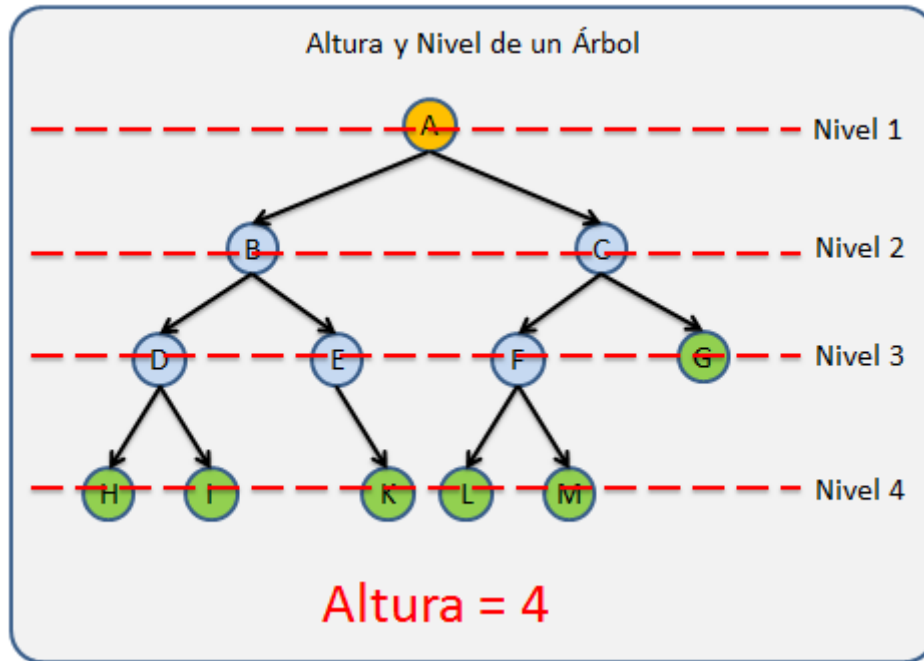 Altura y Nivel de un Árbol
A Nivel 1
B C Nivel 2
D E F G Nivel 3
H I K L M Nivel 4
Altura = 4